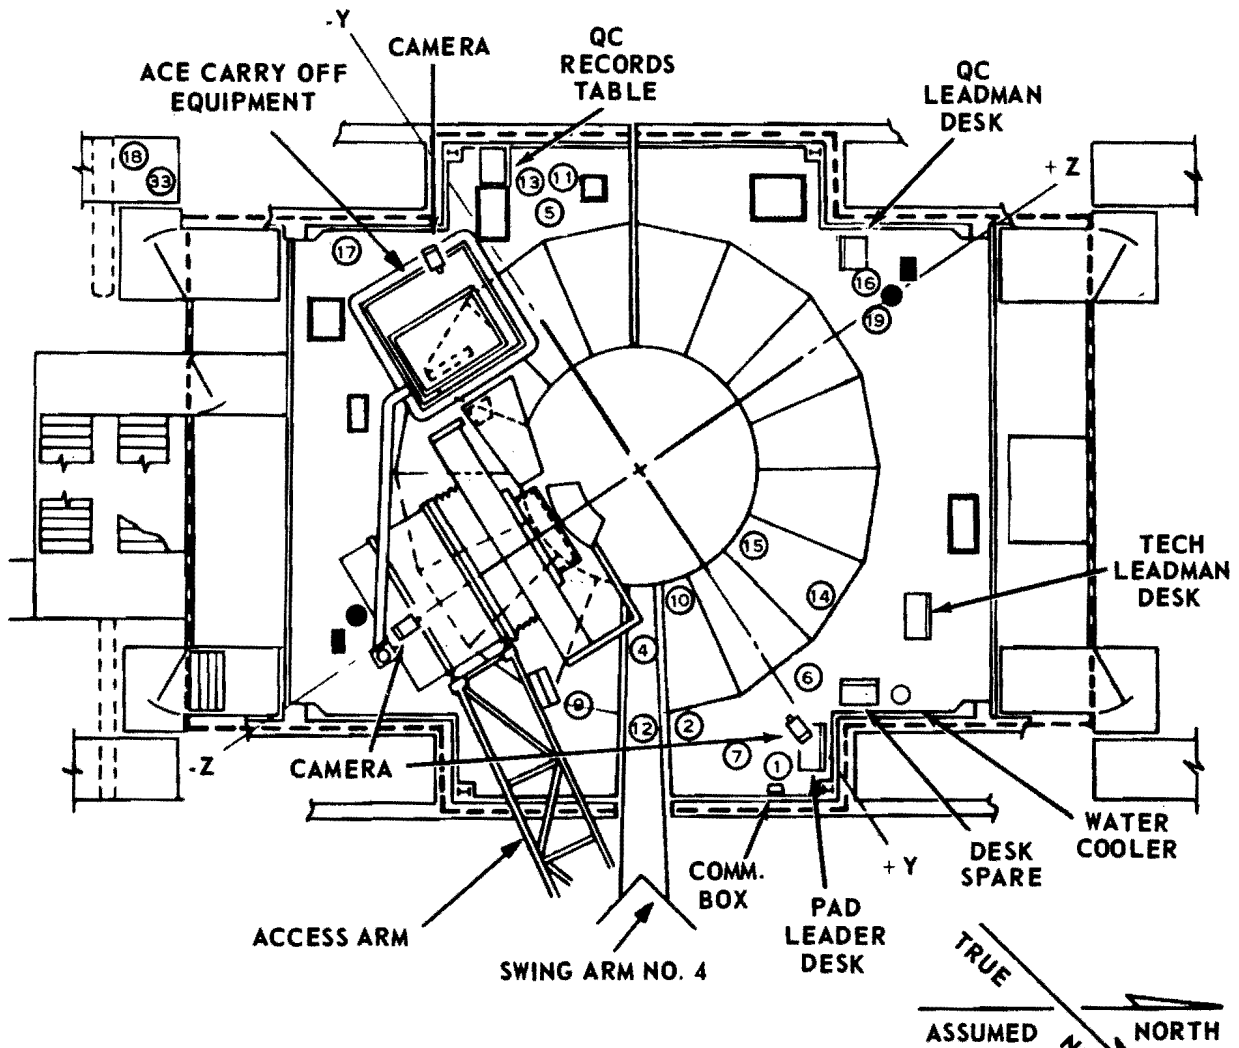 -Y
CAMERA
QC
RECORDS
TABLE
ACE CARRY OFF
EQUIPMENT
QC
LEADMAN
DESK
+ Z
18
33
13
11
5
17
16
19
15
14
10
4
6
9
12
2
7
1
TECH
LEADMAN
DESK
-Z
CAMERA
WATER
COOLER
DESK
SPARE
+ Y
COMM.
BOX
PAD
LEADER
DESK
ACCESS ARM
SWING ARM NO. 4
TRUE
N
ASSUMED NORTH